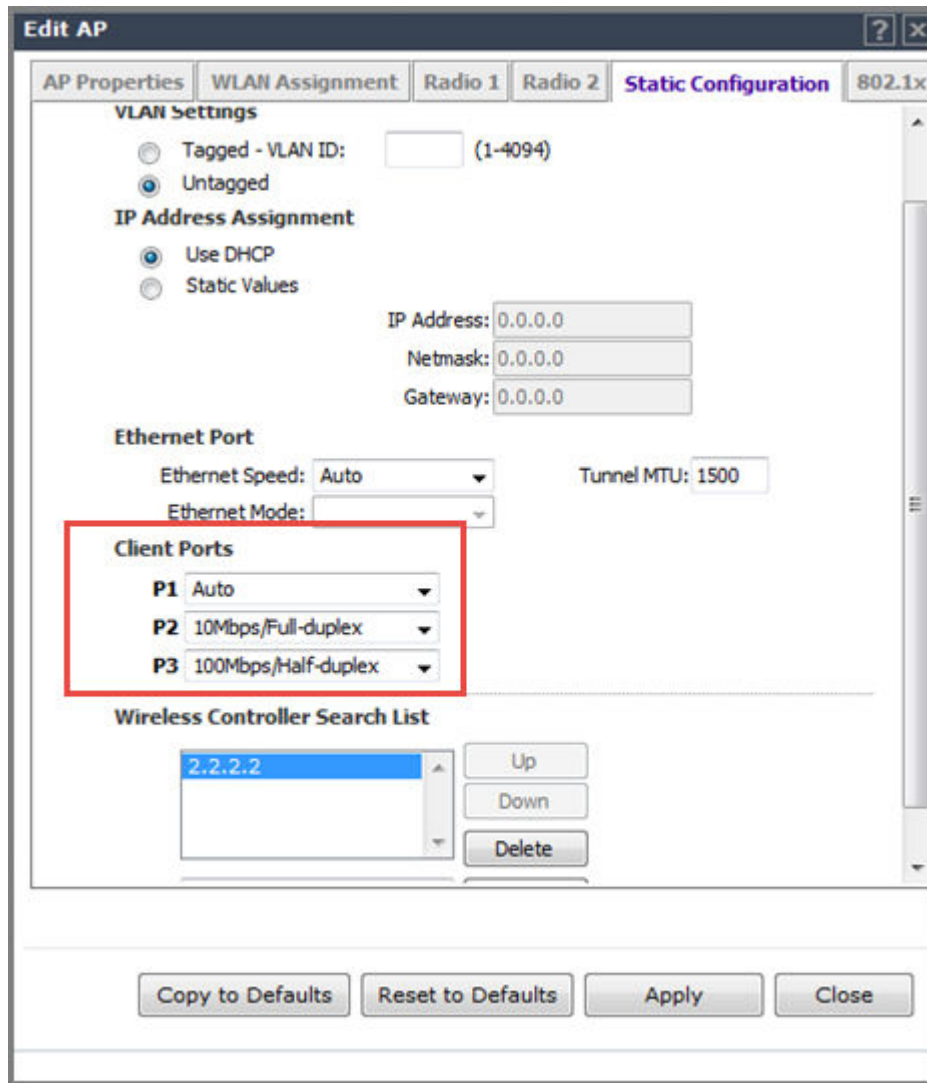 Edit AP ? x
AP Properties WLAN Assignment Radio 1 Radio 2 Static Configuration 802.1x
VLAN Settings
Tagged - VLAN ID: (1-4094)
Untagged
IP Address Assignment
Use DHCP
Static Values
IP Address: 0.0.0.0
Netmask: 0.0.0.0
Gateway: 0.0.0.0
Ethernet Port
Ethernet Speed: Auto Tunnel MTU: 1500
Ethernet Mode:
Client Ports
P1 Auto
P2 10Mbps/Full-duplex
P3 100Mbps/Half-duplex
Wireless Controller Search List
2.2.2.2 Up
Down
Delete
Copy to Defaults Reset to Defaults Apply Close